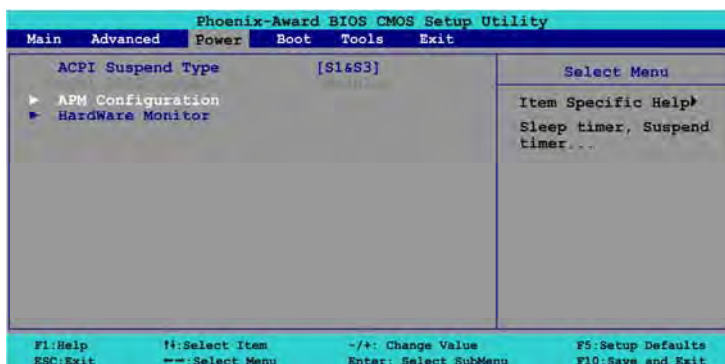 Phoenix-Award BIOS CMOS Setup Utility
Main Advanced Power Boot Tools Exit
ACPI Suspend Type [S1&S3]
Select Menu
► APM Configuration
► HardWare Monitor
Item Specific Help
Sleep timer, Suspend
timer...
F1:Help ↑↓:Select Item -/+: Change Value F5:Setup Defaults
ESC:Exit ←→:Select Menu Enter: Select SubMenu F10:Save and Exit